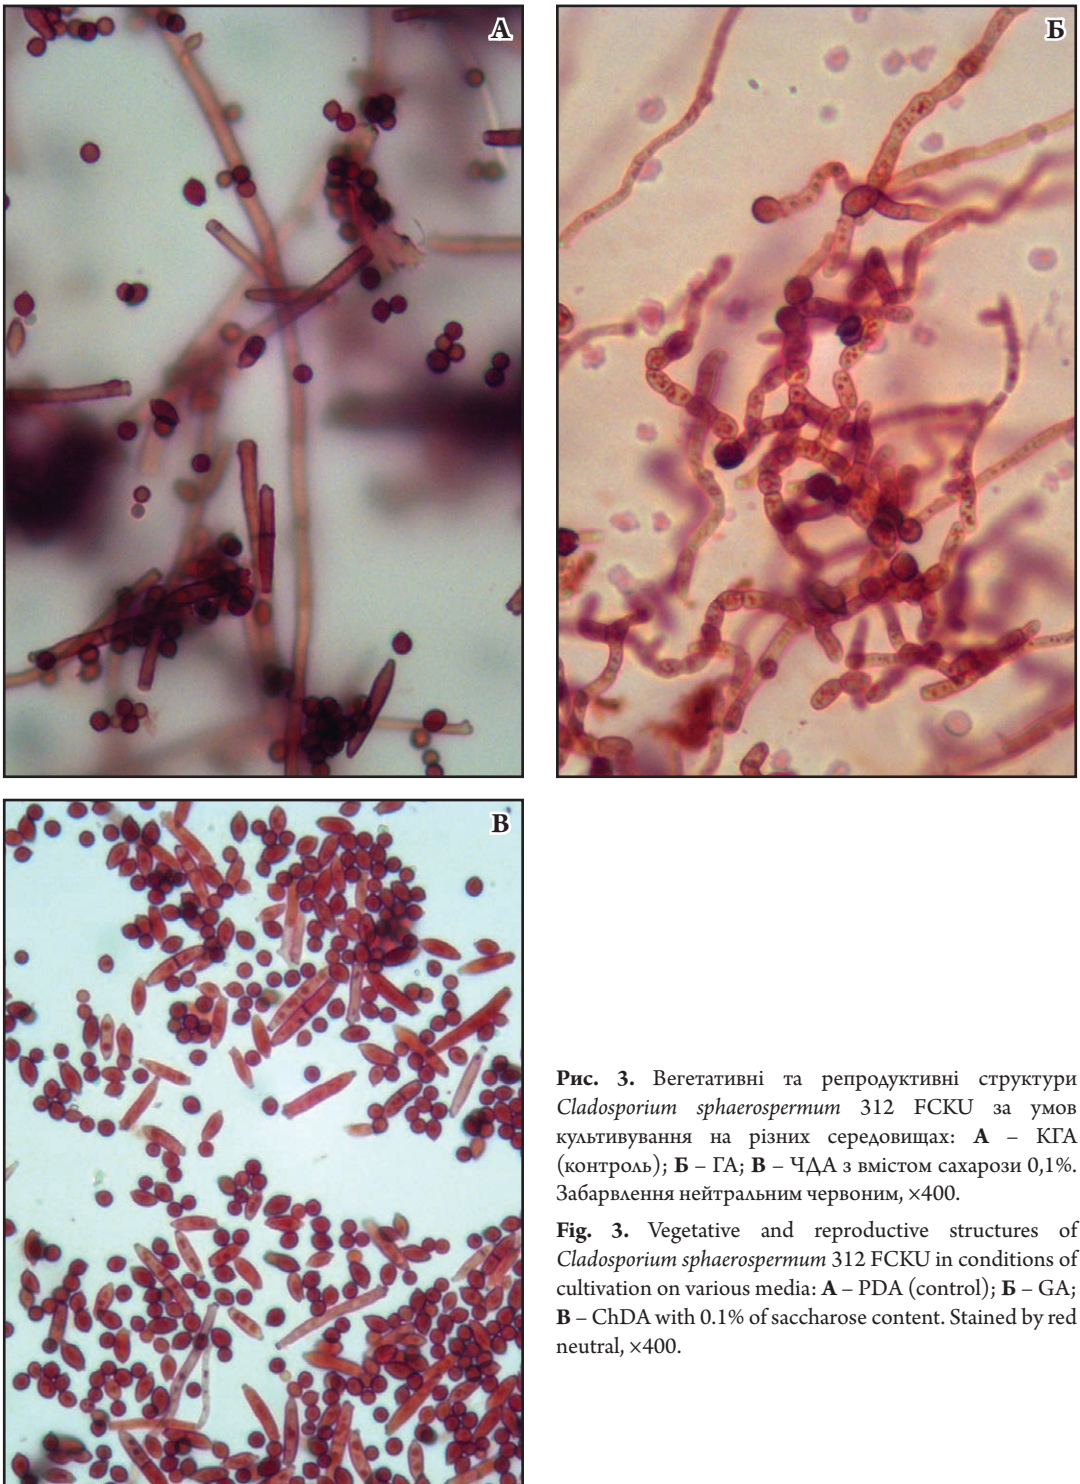 А
Б
В
Рис. 3. Вегетативні та репродуктивні структури
Cladosporium sphaerospermum 312 FCKU за умов
культивування на різних середовищах: А – КГА
(контроль); Б – ГА; В – ЧДА з вмістом сахарози 0,1%.
Забарвлення нейтральним червоним, ×400.
Fig. 3. Vegetative and reproductive structures of
Cladosporium sphaerospermum 312 FCKU in conditions of
cultivation on various media: А – PDA (control); Б – GA;
В – ChDA with 0.1% of saccharose content. Stained by red
neutral, ×400.